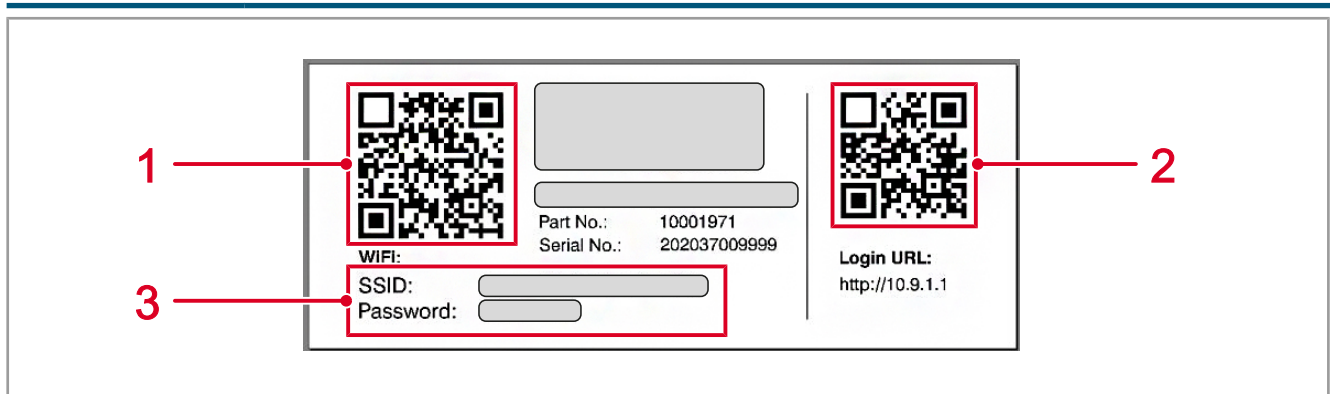 1
2
3
Part No.: 10001971
Serial No.: 202037009999
WIFI:
SSID:
Password:
Login URL:
http://10.9.1.1